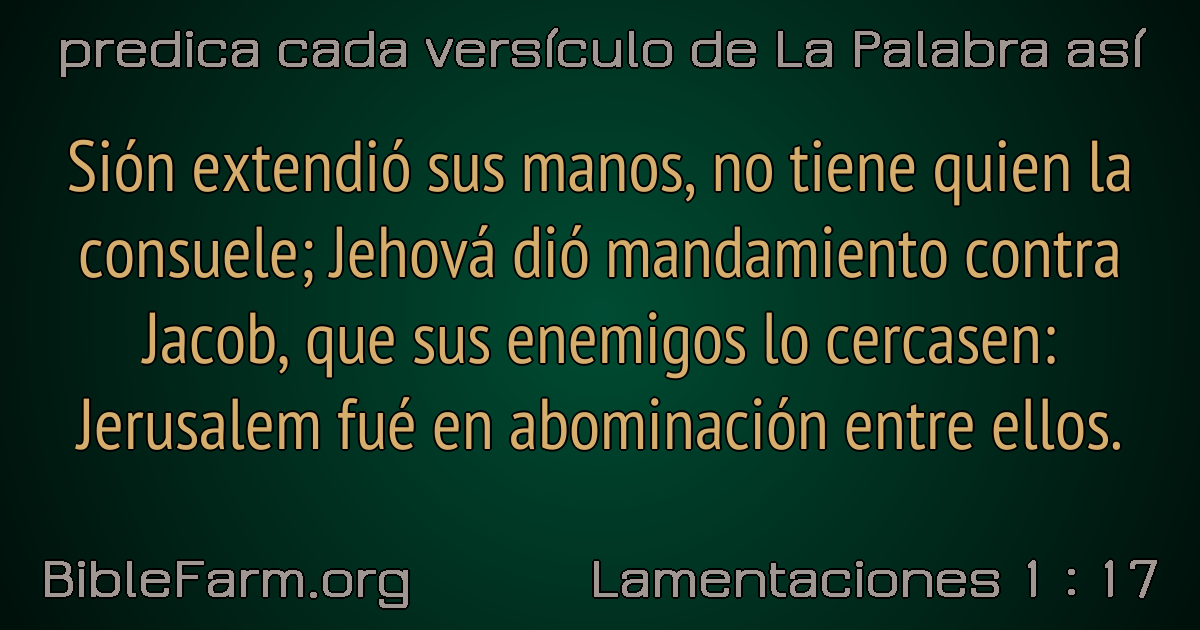 predica cada versículo de La Palabra así
Sión extendió sus manos, no tiene quien la
consuele; Jehová dió mandamiento contra
Jacob, que sus enemigos lo cercasen:
Jerusalem fué en abominación entre ellos.
BibleFarm.org
Lamentaciones 1 : 17